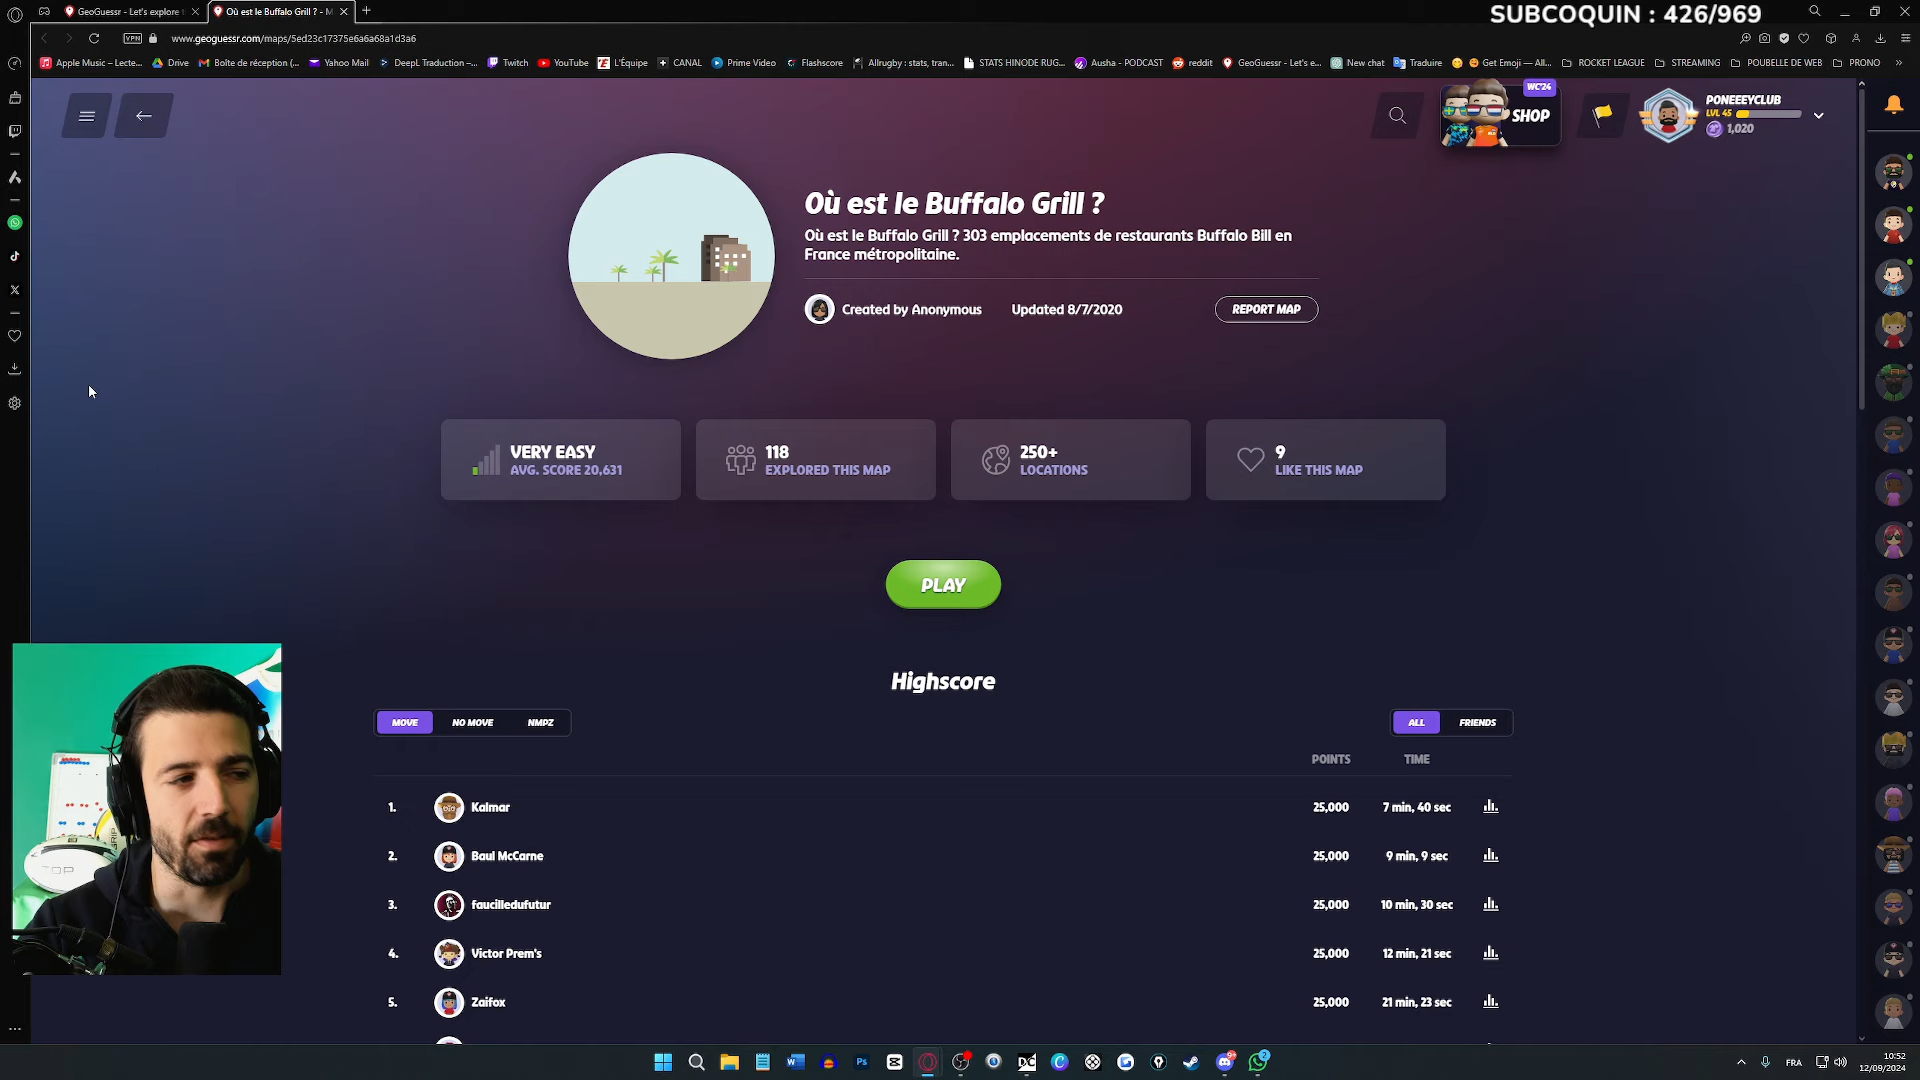 GeoGuessr - Let's explore t
Où est le Buffalo Grill ? - M
SUBCOQUIN : 426/969
VPN
www.geoguessr.com/maps/5ed23c17375e6a6a68a1d3a6
Apple Music – Lecte...
Drive
Boîte de réception (...
Yahoo Mail
DeepL Traduction –...
Twitch
YouTube
L'Équipe
CANAL
Prime Video
Flashscore
Allrugby : stats, tran...
STATS HINODE RUG...
Ausha - PODCAST
reddit
GeoGuessr - Let's e...
New chat
Traduire
Get Emoji — All...
ROCKET LEAGUE
STREAMING
POUBELLE DE WEB
PRONO
WC'24
SHOP
PONEEEYCLUB
LVL 45
1,020
Où est le Buffalo Grill ?
Où est le Buffalo Grill ? 303 emplacements de restaurants Buffalo Bill en
France métropolitaine.
Created by Anonymous
Updated 8/7/2020
REPORT MAP
VERY EASY
AVG. SCORE 20,631
118
EXPLORED THIS MAP
250+
LOCATIONS
9
LIKE THIS MAP
PLAY
Highscore
MOVE
NO MOVE
NMPZ
ALL
FRIENDS
POINTS
TIME
1. Kalmar 25,000 7 min, 40 sec
2. Baul McCarne 25,000 9 min, 9 sec
3. faucilledufutur 25,000 10 min, 30 sec
4. Victor Prem's 25,000 12 min, 21 sec
5. Zaifox 25,000 21 min, 23 sec
FRA
10:52
12/09/2024